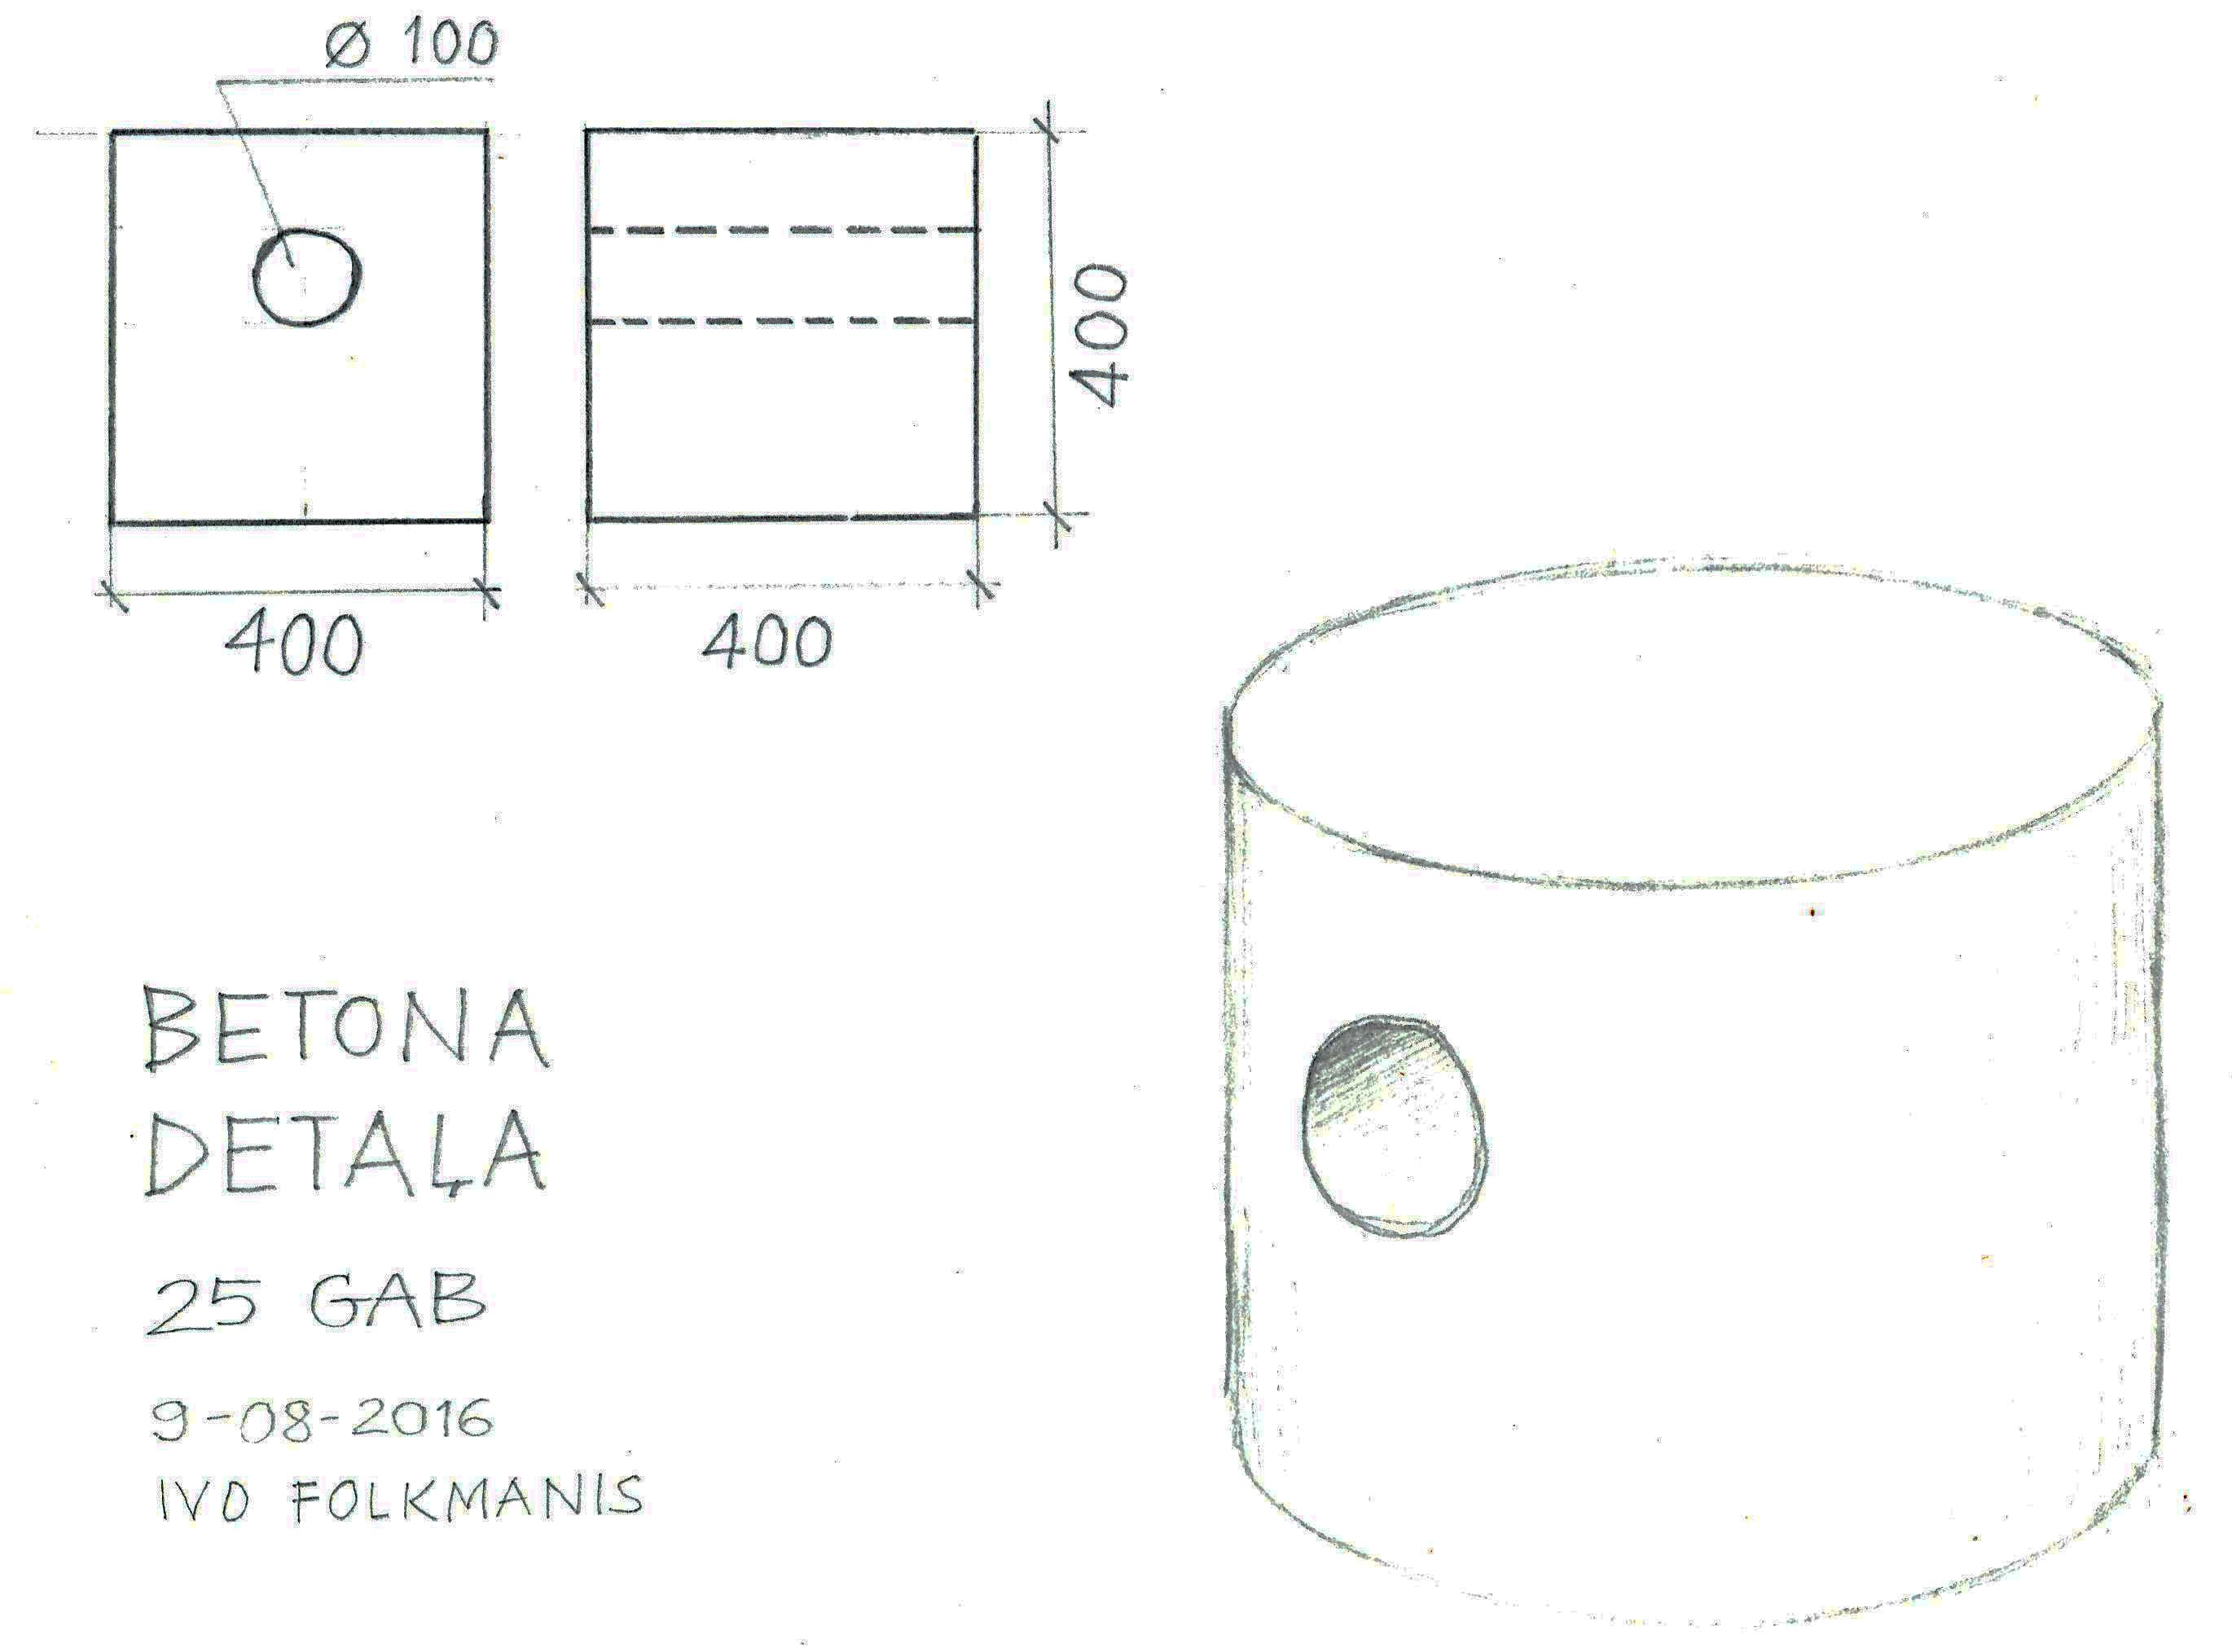 Ø 100
400
400
400
BETONA
DETAĻA
25 GAB
9-08-2016
IVO FOLKMANIS